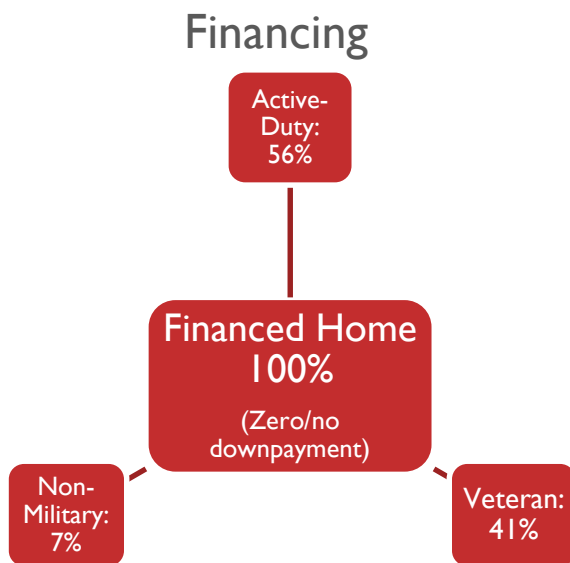 Financing
Active-
Duty:
56%
Financed Home
100%
(Zero/no
downpayment)
Non-
Military:
7%
Veteran:
41%